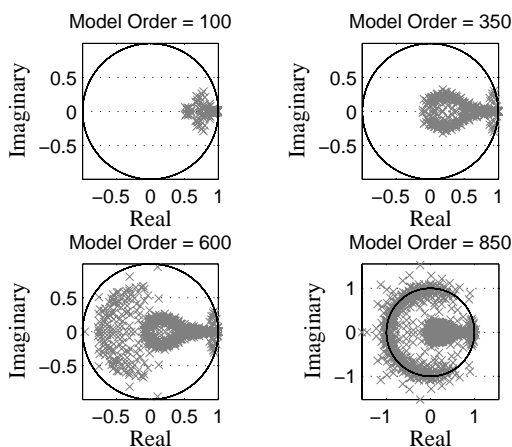 Model Order = 100
Imaginary
0.5
0
−0.5
−0.5 0 0.5 1
Real
Model Order = 350
Imaginary
0.5
0
−0.5
−0.5 0 0.5 1
Real
Model Order = 600
Imaginary
0.5
0
−0.5
−0.5 0 0.5 1
Real
Model Order = 850
Imaginary
1
0
−1
−1 0 1
Real